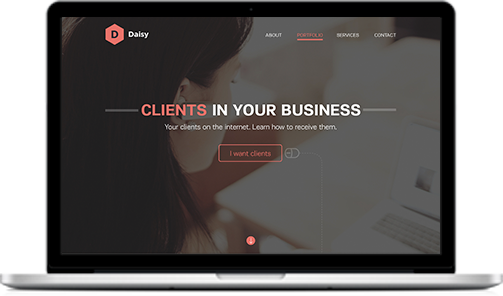 D Daisy
ABOUT PORTFOLIO SERVICES CONTACT
CLIENTS IN YOUR BUSINESS
Your clients on the internet. Learn how to receive them.
I want clients